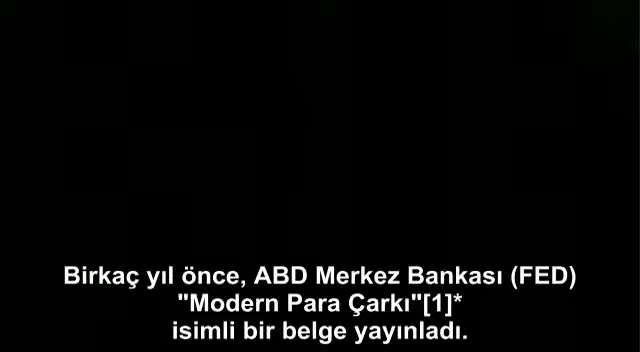 Birkaç yıl önce, ABD Merkez Bankası (FED)
"Modern Para Çarkı"[1]*
isimli bir belge yayınladı.